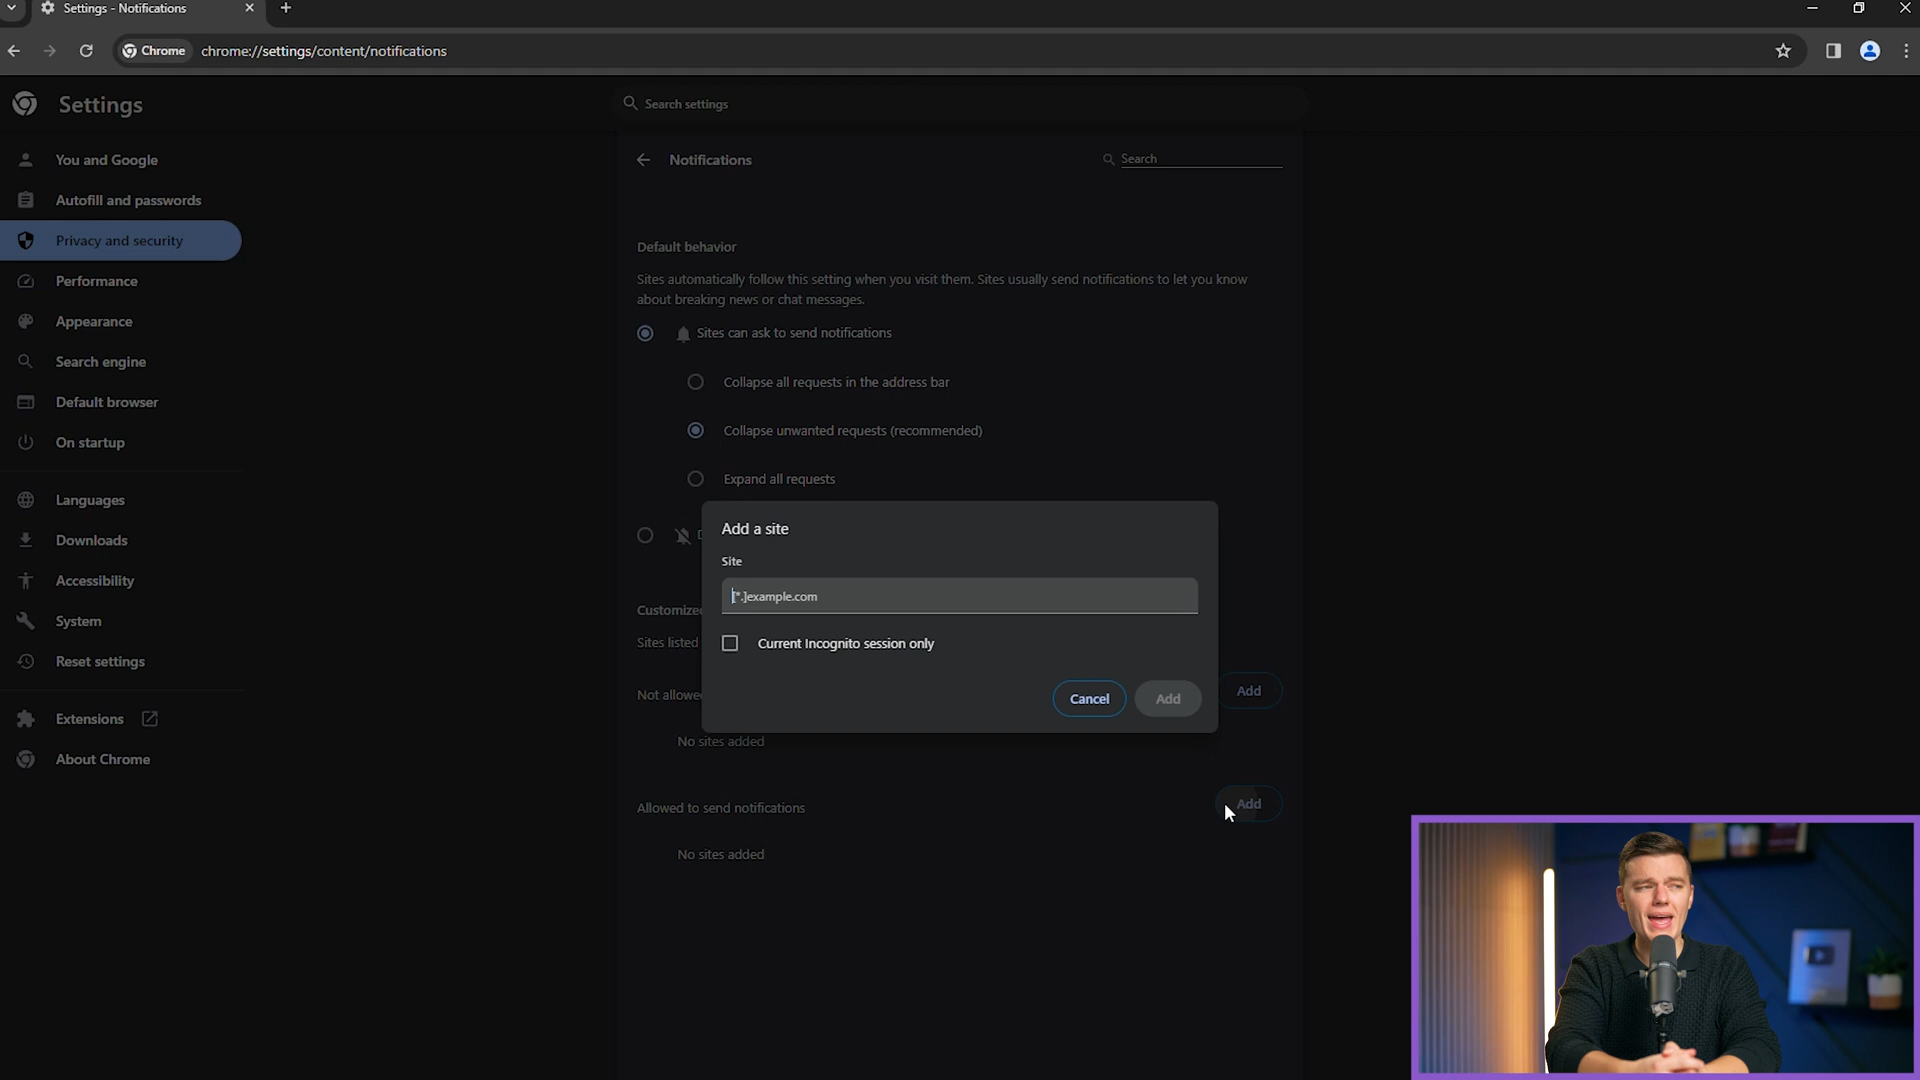 Settings - Notifications
Chrome
chrome://settings/content/notifications
Settings
Search settings
You and Google
Autofill and passwords
Privacy and security
Performance
Appearance
Search engine
Default browser
On startup
Languages
Downloads
Accessibility
System
Reset settings
Extensions
About Chrome
Notifications
Search
Default behavior
Sites automatically follow this setting when you visit them. Sites usually send notifications to let you know
about breaking news or chat messages.
Sites can ask to send notifications
Collapse all requests in the address bar
Collapse unwanted requests (recommended)
Expand all requests
Add a site
Site
[*.]example.com
Current Incognito session only
Cancel
Add
Customize
Sites listed
Not allowe
Add
No sites added
Allowed to send notifications
Add
No sites added